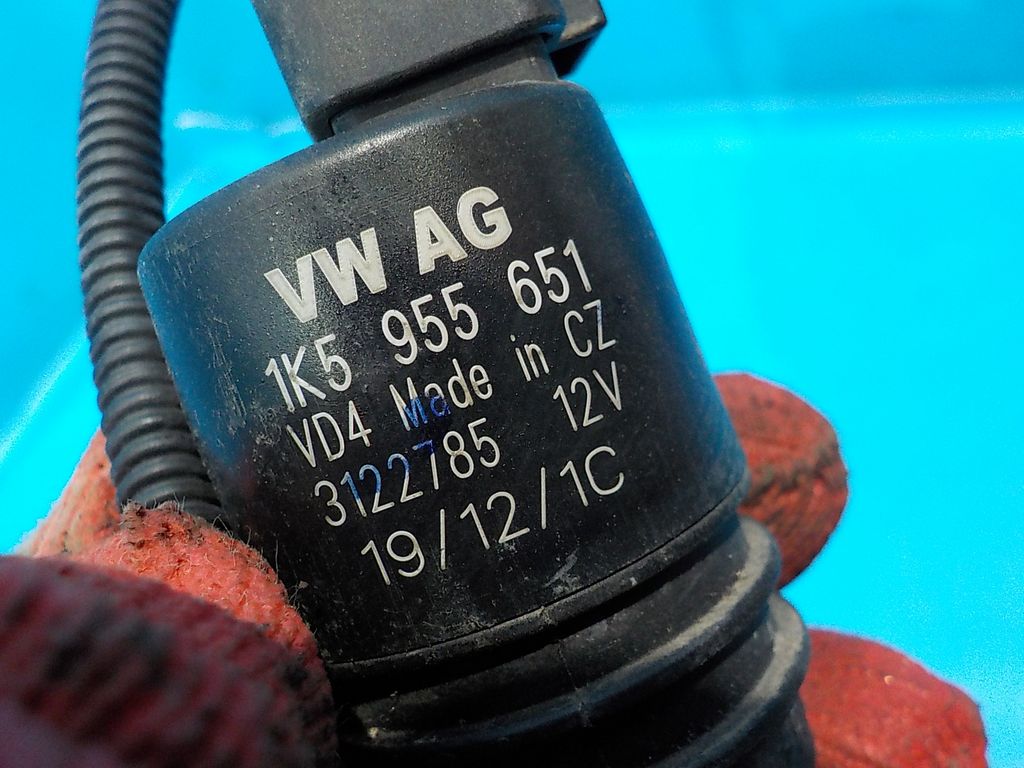 VW AG
1K5 955 651
VD4 Made in CZ
3122785 12V
19/12/1C